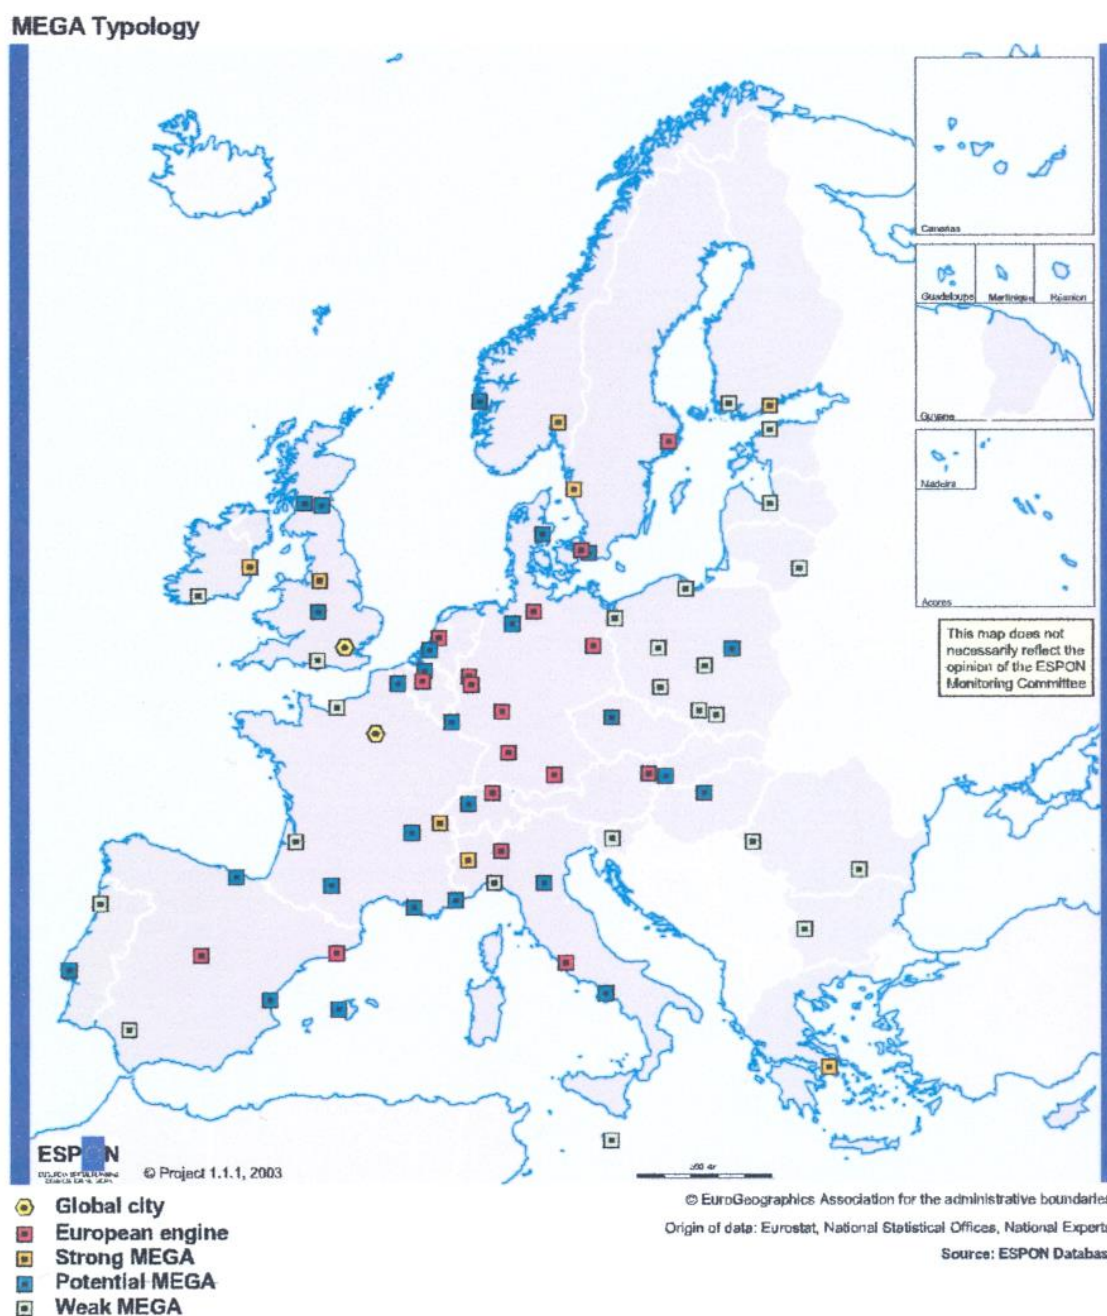 MEGA Typology
Canarias
Guadeloupe
Martinique
Réunion
Guyane
Madeira
Acores
This map does not
necessarily reflect the
opinion of the ESPON
Monitoring Committee
ESPON
© Project 1.1.1, 2003
Global city
European engine
Strong MEGA
Potential MEGA
Weak MEGA
© EuroGeographics Association for the administrative boundaries
Origin of data: Eurostat, National Statistical Offices, National Experts
Source: ESPON Databas